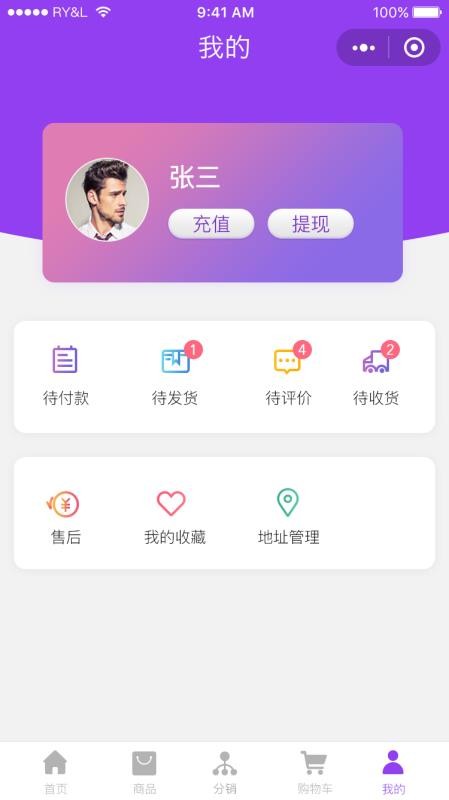 RY&L 9:41 AM 100%
我的
张三
充值 提现
1 4 2
待付款 待发货 待评价 待收货
¥
售后 我的收藏 地址管理
首页 商品 分销 购物车 我的